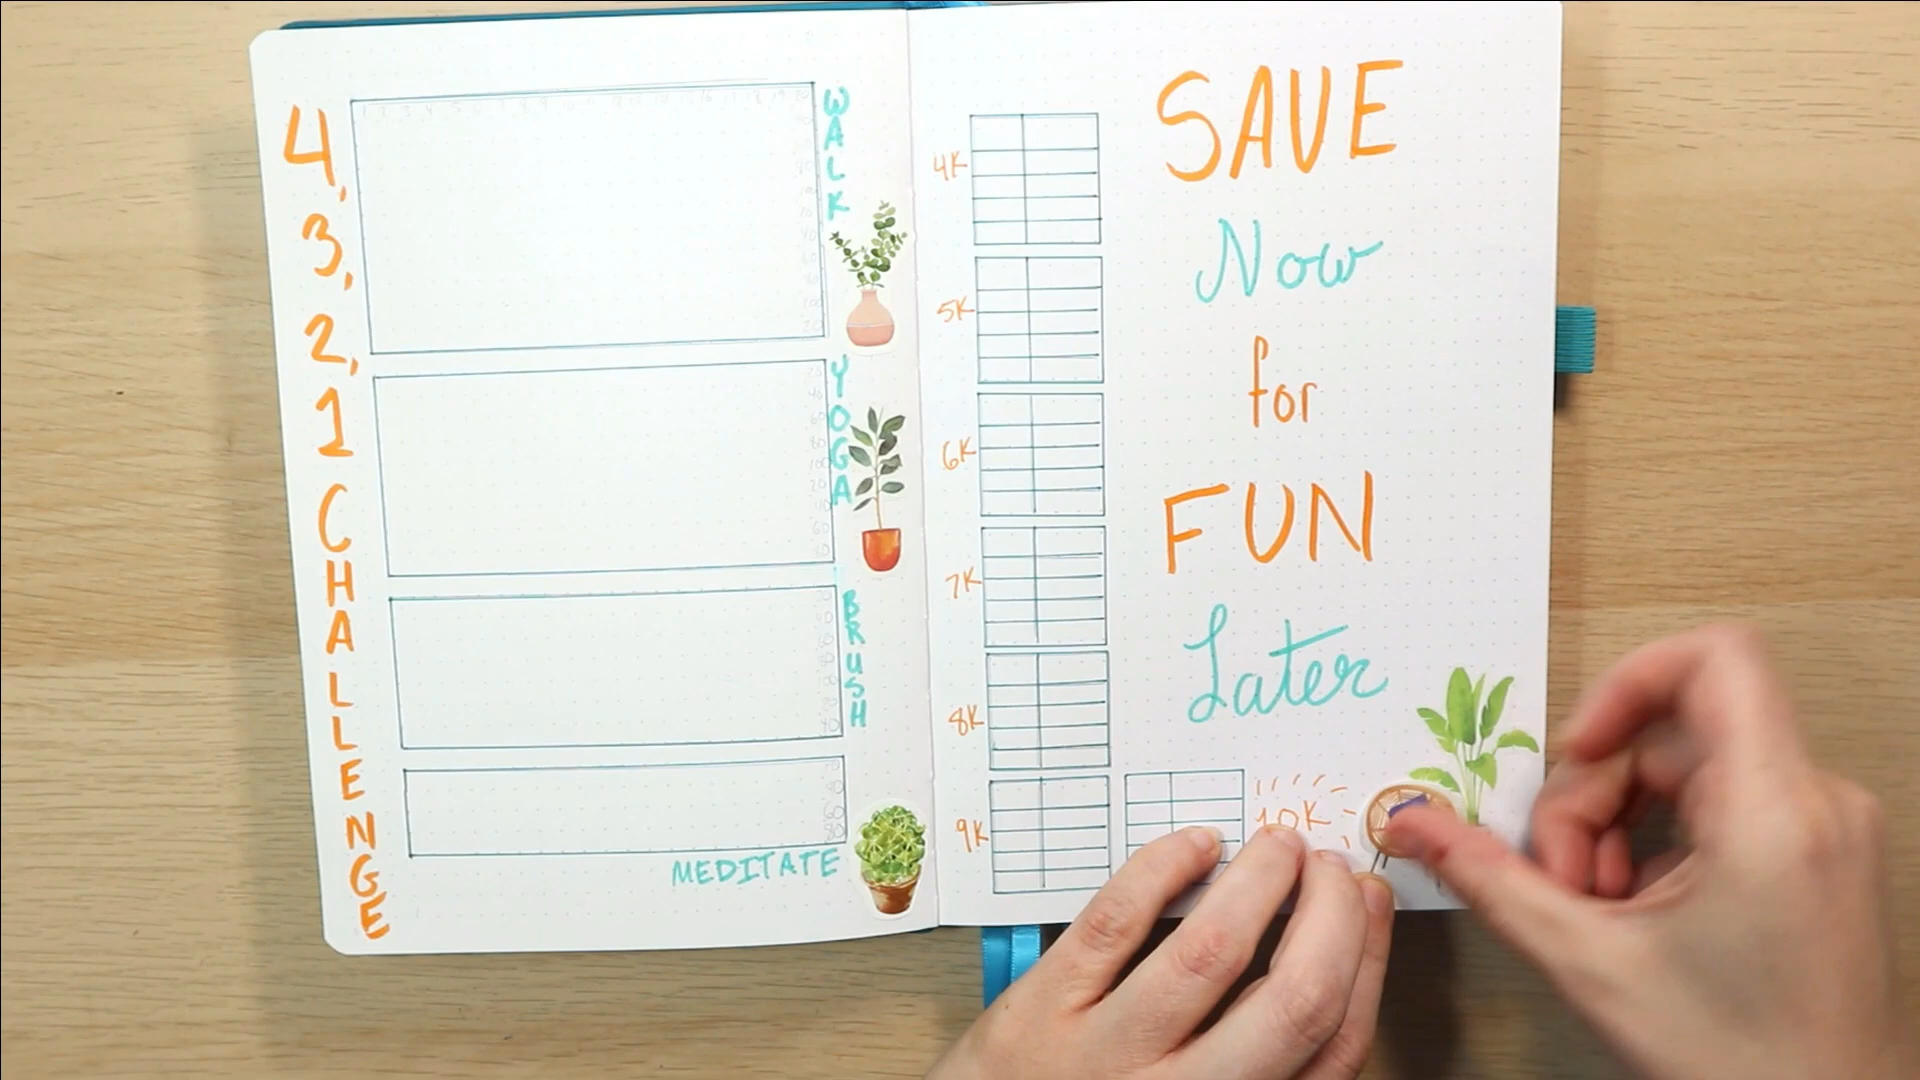 4,
3,
2,
1
CHALLENGE
WALK
YOGA
BRUSH
MEDITATE
4K
5K
6K
7K
8K
9K
10K
SAVE
Now
for
FUN
Later